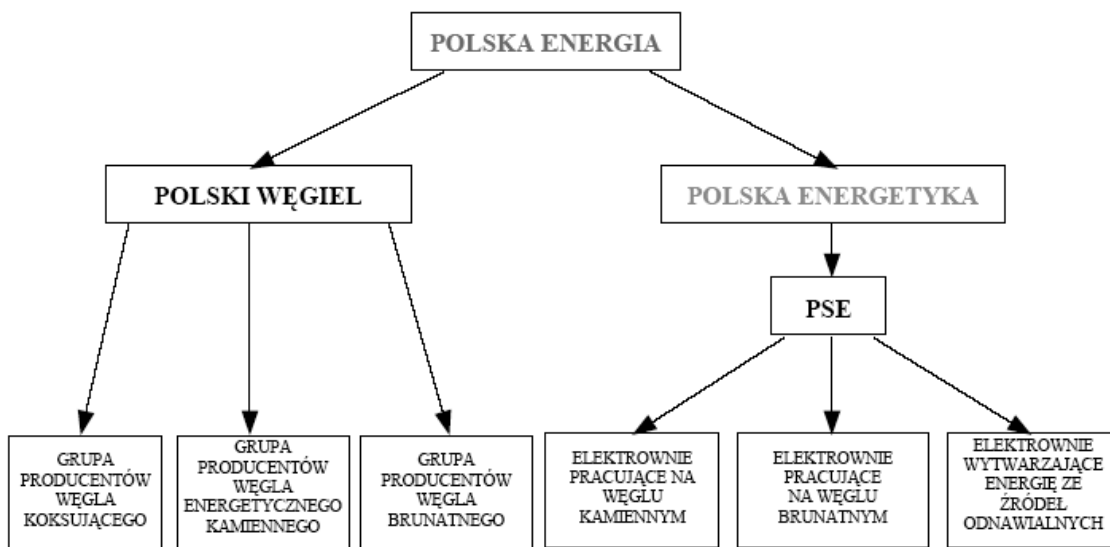 POLSKA ENERGIA
POLSKI WĘGIEL
POLSKA ENERGETYKA
PSE
GRUPA
PRODUCENTÓW
WĘGLA
KOKSUJĄCEGO
GRUPA
PRODUCENTÓW
WĘGLA
ENERGETYCZNEGO
KAMIENNEGO
GRUPA
PRODUCENTÓW
WĘGLA
BRUNATNEGO
ELEKTROWNIE
PRACUJĄCE NA
WĘGLU
KAMIENNYM
ELEKTROWNIE
PRACUJĄCE
NA WĘGLU
BRUNATNYM
ELEKTROWNIE
WYTWARZAJĄCE
ENERGIĘ ZE
ŹRÓDEŁ
ODNAWIALNYCH